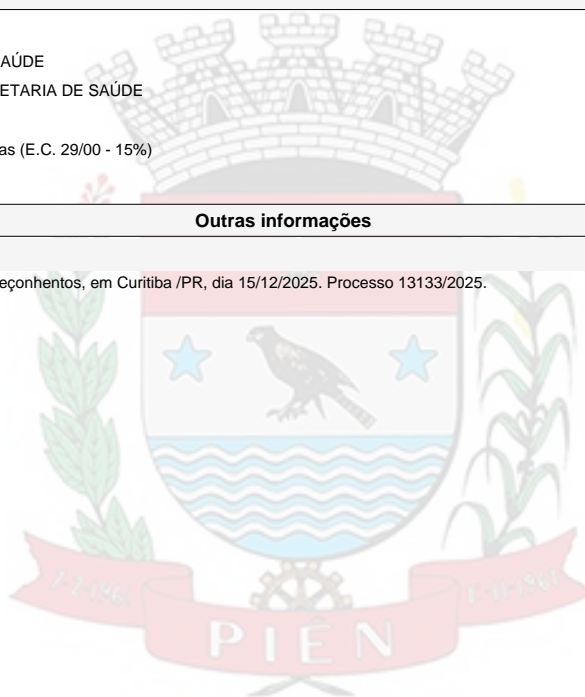 AÚDE
ETARIA DE SAÚDE
as (E.C. 29/00 - 15%)
Outras informações
eçonhentos, em Curitiba /PR, dia 15/12/2025. Processo 13133/2025.
PIÊN